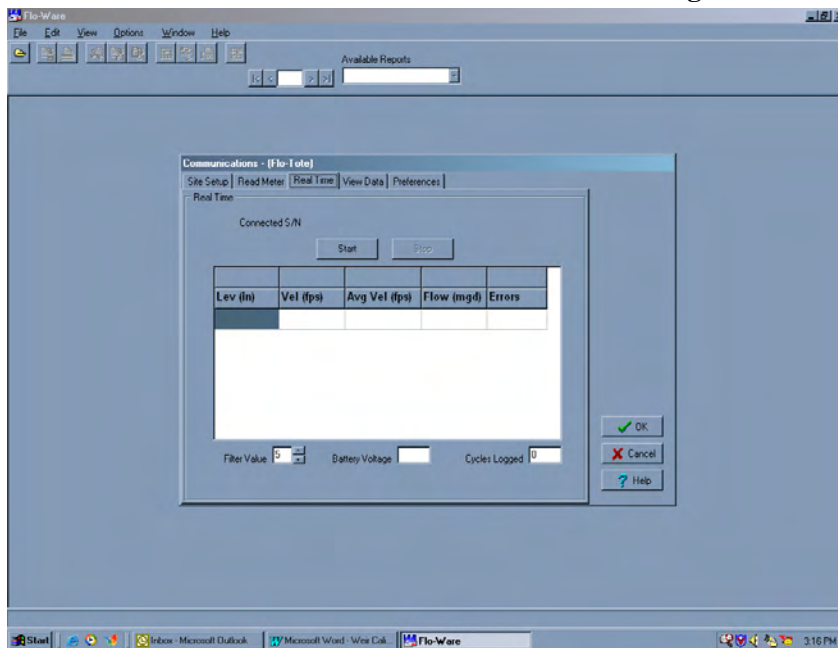 Flo-Ware
File Edit View Options Window Help
Available Reports
Communications - (Flo-Tote)
Site Setup Read Meter Real Time View Data Preferences
Real Time
Connected S/N
Start Stop
Lev (In) Vel (fps) Avg Vel (fps) Flow (mgd) Errors
Filter Value 5 Battery Voltage Cycles Logged 0
OK
Cancel
? Help
Start Inbox - Microsoft Outlook Microsoft Word - Weir Cali... Flo-Ware 3:16 PM